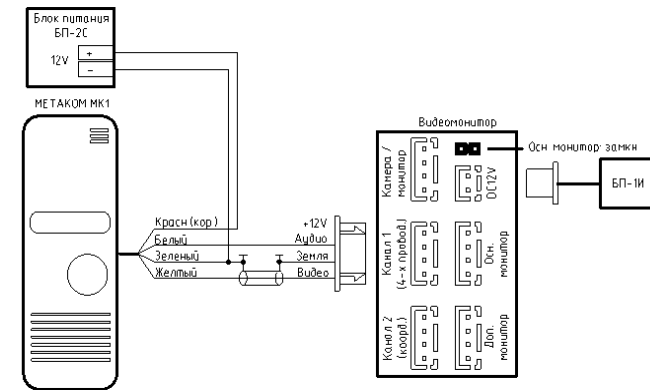 Блок питания
БП-2С
12V
+
−
МЕТАКОМ МК1
Красн (кор )
Белый
Зеленый
Желтый
+12V
Аудио
Земля
Видео
Видеомонитор
Камера /
монитор
DC12V
Осн монитор: замкн
БП-1И
Канал 1
(4-х провод.)
Осн.
монитор
Канал 2
(коорд.)
Доп.
монитор